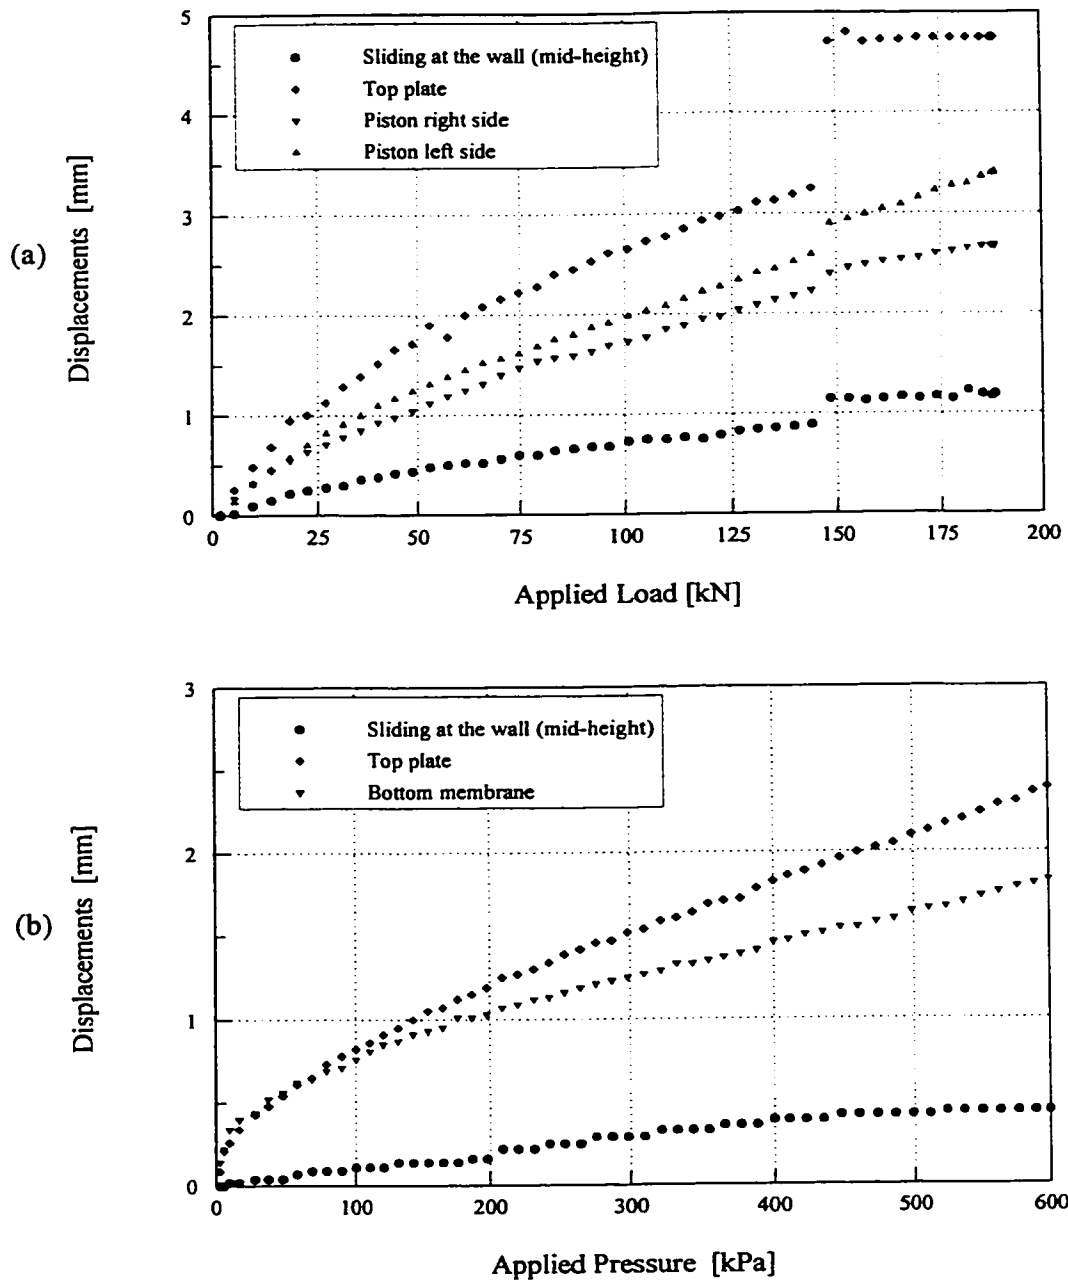 5
Sliding at the wall (mid-height)
Top plate
4
Piston right side
Piston left side
3
Displacements [mm]
(a)
2
1
0
0 25 50 75 100 125 150 175 200
Applied Load [kN]
3
Sliding at the wall (mid-height)
Top plate
Bottom membrane
2
Displacements [mm]
(b)
1
0
0 100 200 300 400 500 600
Applied Pressure [kPa]